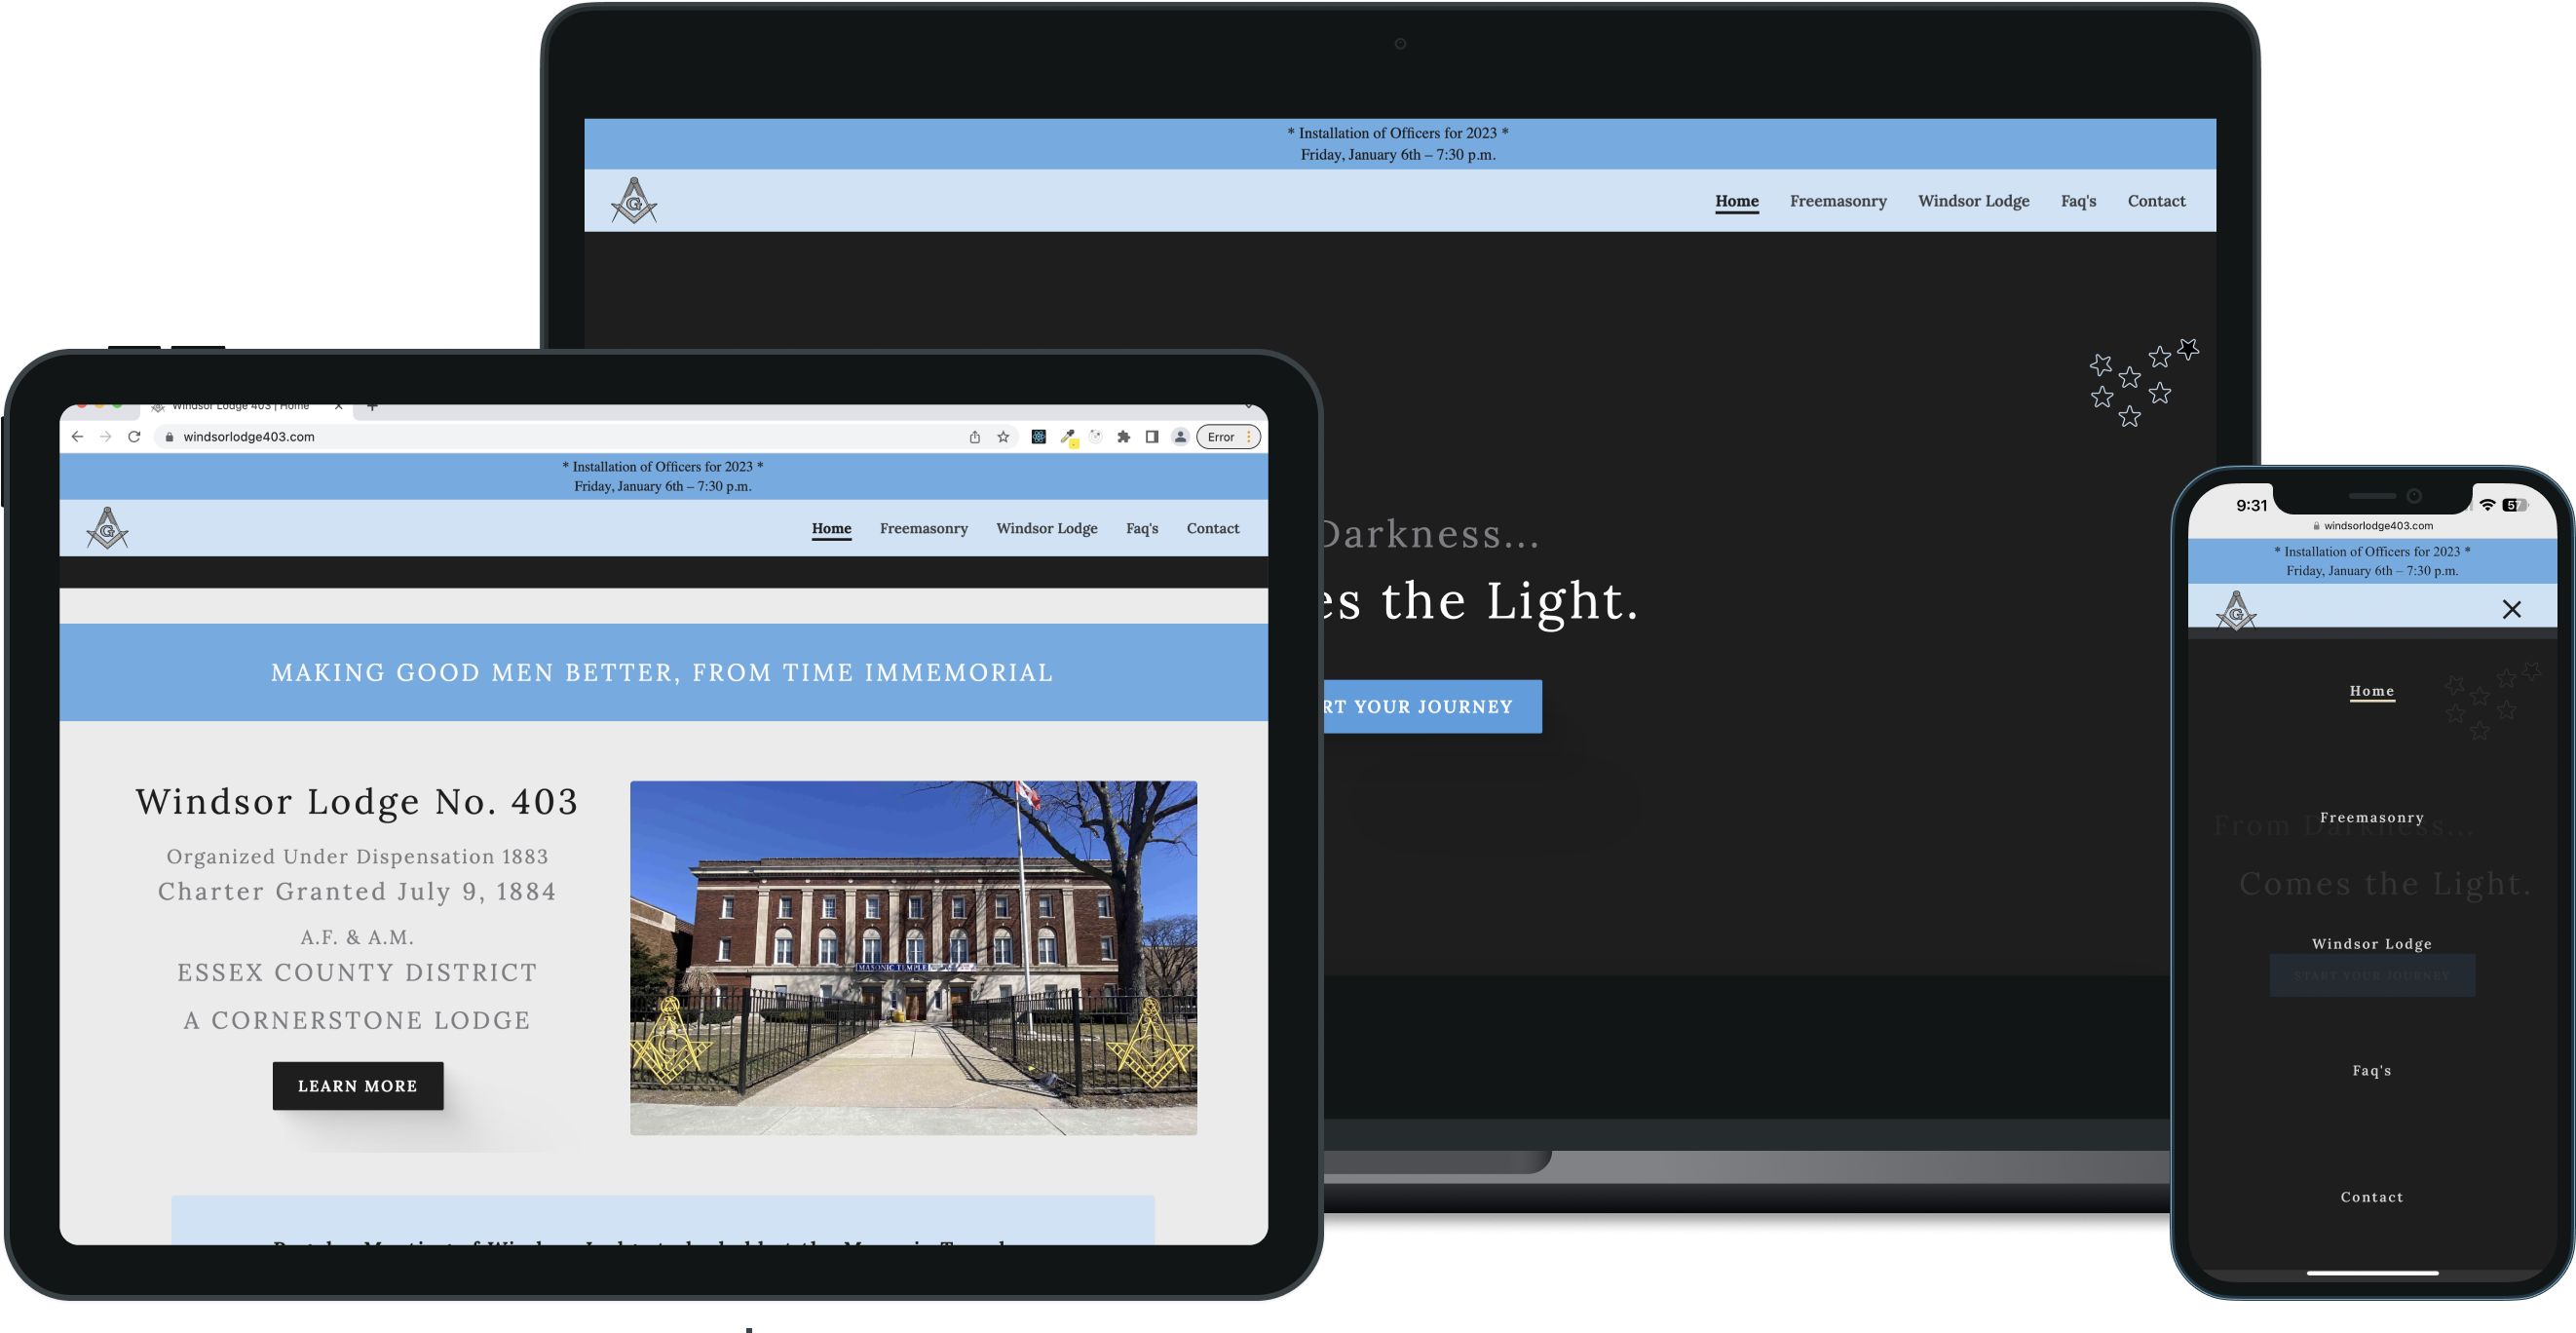 * Installation of Officers for 2023 *
Friday, January 6th – 7:30 p.m.
G
Home Freemasonry Windsor Lodge Faq's Contact
Darkness...
es the Light.
RT YOUR JOURNEY
Windsor Lodge 403 | Home
windsorlodge403.com
Error
* Installation of Officers for 2023 *
Friday, January 6th – 7:30 p.m.
G
Home Freemasonry Windsor Lodge Faq's Contact
MAKING GOOD MEN BETTER, FROM TIME IMMEMORIAL
Windsor Lodge No. 403
Organized Under Dispensation 1883
Charter Granted July 9, 1884
A.F. & A.M.
ESSEX COUNTY DISTRICT
A CORNERSTONE LODGE
LEARN MORE
MASONIC TEMPLE
9:31
57
windsorlodge403.com
* Installation of Officers for 2023 *
Friday, January 6th – 7:30 p.m.
G
Home
Freemasonry
From Darkness...
Comes the Light.
Windsor Lodge
START YOUR JOURNEY
Faq's
Contact